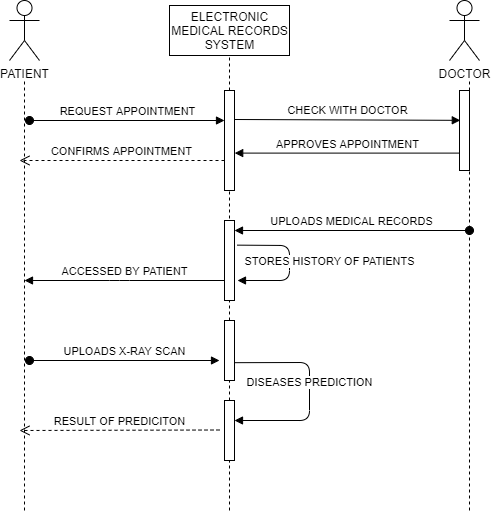 ELECTRONIC
MEDICAL RECORDS
SYSTEM
PATIENT
DOCTOR
REQUEST APPOINTMENT
CHECK WITH DOCTOR
CONFIRMS APPOINTMENT
APPROVES APPOINTMENT
UPLOADS MEDICAL RECORDS
STORES HISTORY OF PATIENTS
ACCESSED BY PATIENT
UPLOADS X-RAY SCAN
DISEASES PREDICTION
RESULT OF PREDICITON